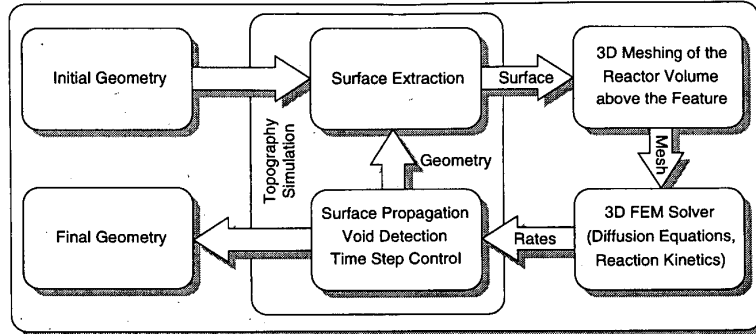 Initial Geometry
Surface Extraction
Surface
3D Meshing of the
Reactor Volume
above the Feature
Topography
Simulation
Geometry
Mesh
Final Geometry
Surface Propagation
Void Detection
Time Step Control
Rates
3D FEM Solver
(Diffusion Equations,
Reaction Kinetics)